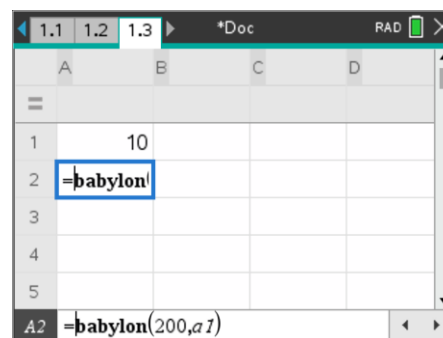 1.1 1.2 1.3 *Doc RAD
A B C D
=
1 10
2 =babylon(
3
4
5
A2 =babylon(200,a1)